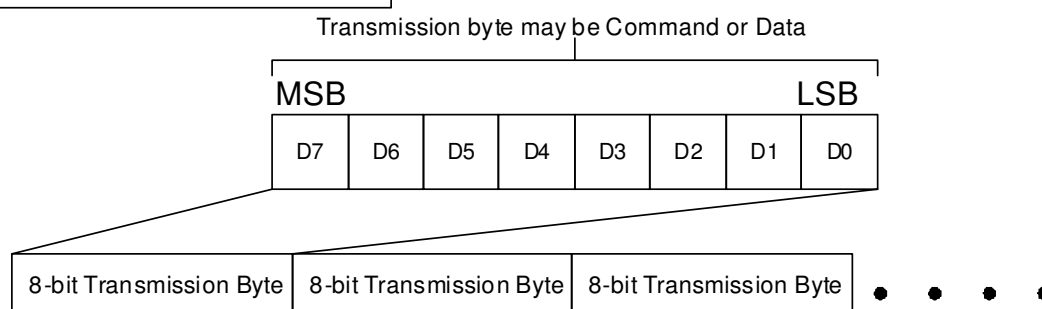 Transmission byte may be Command or Data
MSB LSB
D7 D6 D5 D4 D3 D2 D1 D0
8-bit Transmission Byte 8-bit Transmission Byte 8-bit Transmission Byte